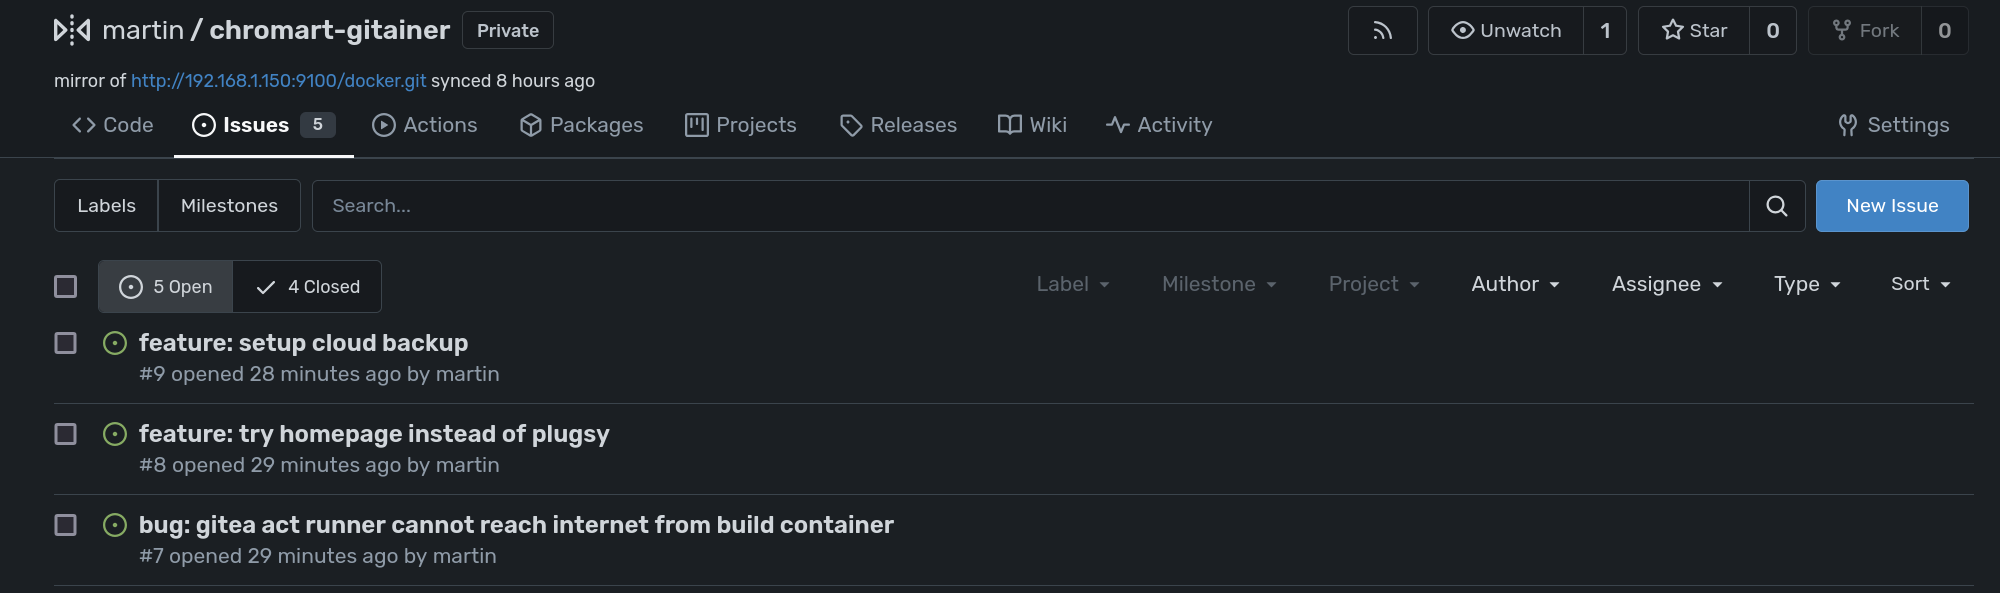 martin / chromart-gitainer Private Unwatch 1 Star 0 Fork 0
mirror of http://192.168.1.150:9100/docker.git synced 8 hours ago
Code Issues 5 Actions Packages Projects Releases Wiki Activity Settings
Labels Milestones Search... New Issue
5 Open 4 Closed Label Milestone Project Author Assignee Type Sort
feature: setup cloud backup
#9 opened 28 minutes ago by martin
feature: try homepage instead of plugsy
#8 opened 29 minutes ago by martin
bug: gitea act runner cannot reach internet from build container
#7 opened 29 minutes ago by martin